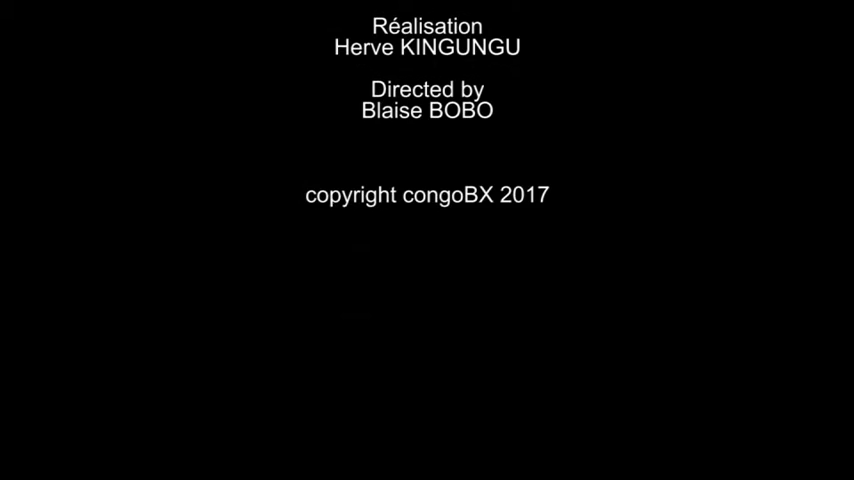 Réalisation
Herve KINGUNGU
Directed by
Blaise BOBO
copyright congoBX 2017